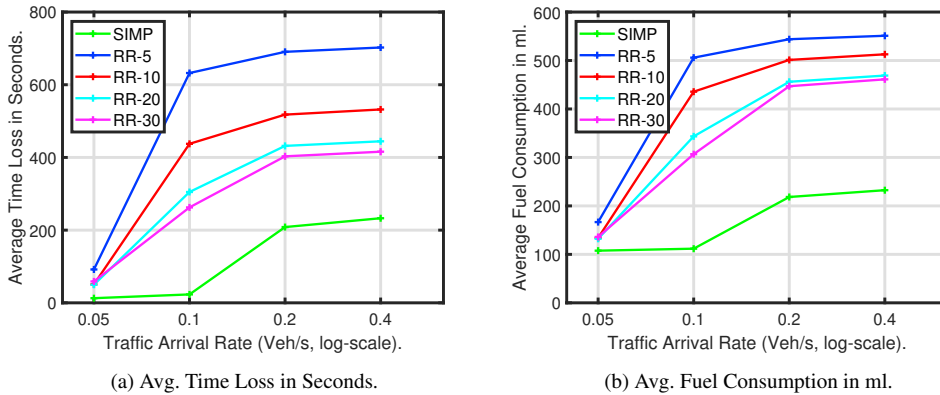 800
600
400
200
0
Average Time Loss in Seconds.
SIMP
RR-5
RR-10
RR-20
RR-30
0.05 0.1 0.2 0.4
Traffic Arrival Rate (Veh/s, log-scale).
(a) Avg. Time Loss in Seconds.
600
500
400
300
200
100
0
Average Fuel Consumption in ml.
SIMP
RR-5
RR-10
RR-20
RR-30
0.05 0.1 0.2 0.4
Traffic Arrival Rate (Veh/s, log-scale).
(b) Avg. Fuel Consumption in ml.